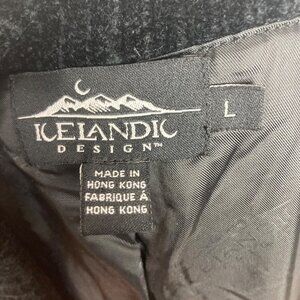 ICELANDIC
DESIGN™
L
MADE IN
HONG KONG
FABRIQUÉ À
HONG KONG